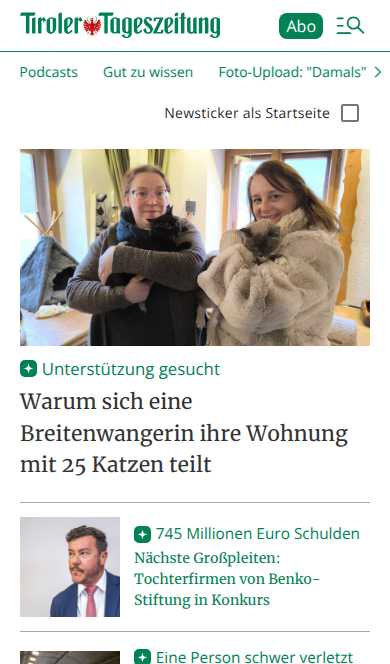 Tiroler Tageszeitung
Abo
Podcasts Gut zu wissen Foto-Upload: "Damals"
Newsticker als Startseite
Unterstützung gesucht
Warum sich eine
Breitenwangerin ihre Wohnung
mit 25 Katzen teilt
745 Millionen Euro Schulden
Nächste Großpleiten:
Tochterfirmen von Benko-
Stiftung in Konkurs
Eine Person schwer verletzt